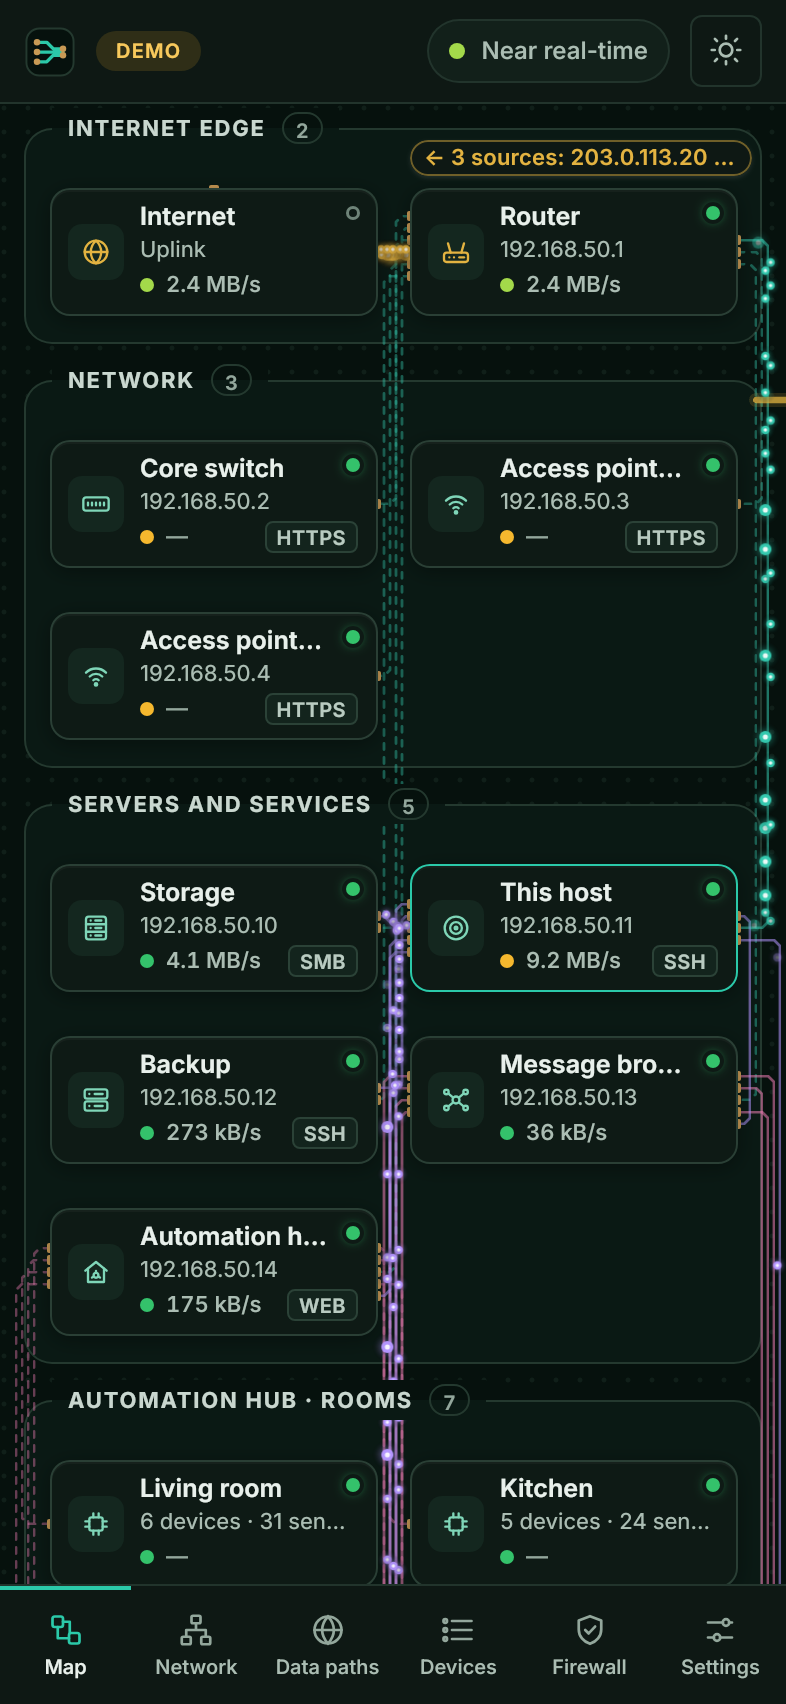 DEMO
Near real-time
INTERNET EDGE 2
← 3 sources: 203.0.113.20 ...
Internet
Uplink
2.4 MB/s
Router
192.168.50.1
2.4 MB/s
NETWORK 3
Core switch
192.168.50.2
— HTTPS
Access point...
192.168.50.3
— HTTPS
Access point...
192.168.50.4
— HTTPS
SERVERS AND SERVICES 5
Storage
192.168.50.10
4.1 MB/s SMB
This host
192.168.50.11
9.2 MB/s SSH
Backup
192.168.50.12
273 kB/s SSH
Message bro...
192.168.50.13
36 kB/s
Automation h...
192.168.50.14
175 kB/s WEB
AUTOMATION HUB · ROOMS 7
Living room
6 devices · 31 sen...
—
Kitchen
5 devices · 24 sen...
—
Map
Network
Data paths
Devices
Firewall
Settings